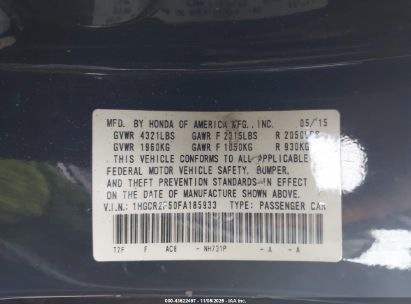 MFD. BY HONDA OF AMERICA MFG., INC. 05/15
GVWR 4321LBS GAWR F 2315LBS R 2050LBS
GVWR 1960KG GAWR F 1050KG R 930KG
THIS VEHICLE CONFORMS TO ALL APPLICABLE
FEDERAL MOTOR VEHICLE SAFETY, BUMPER,
AND THEFT PREVENTION STANDARDS IN EFFECT
ON THE DATE OF MANUFACTURE SHOWN ABOVE.
V.I.N.: 1HGCR2F50FA185933 TYPE: PASSENGER CAR
T2F F AC8 - NH731P - A - A